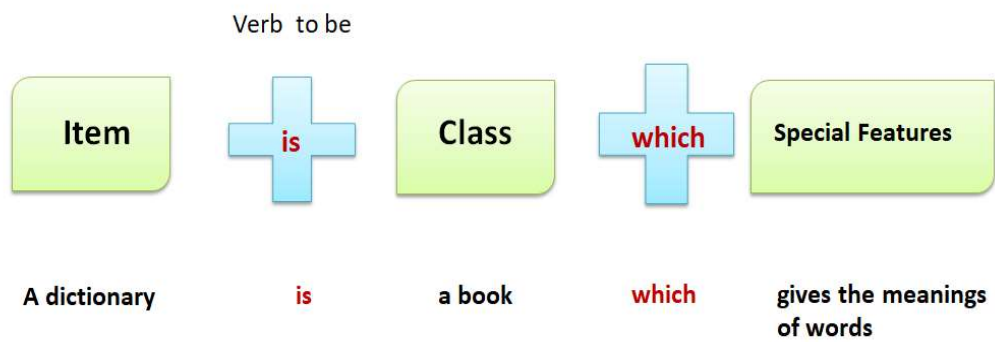 Verb to be
Item is Class which Special Features
A dictionary is a book which gives the meanings
of words